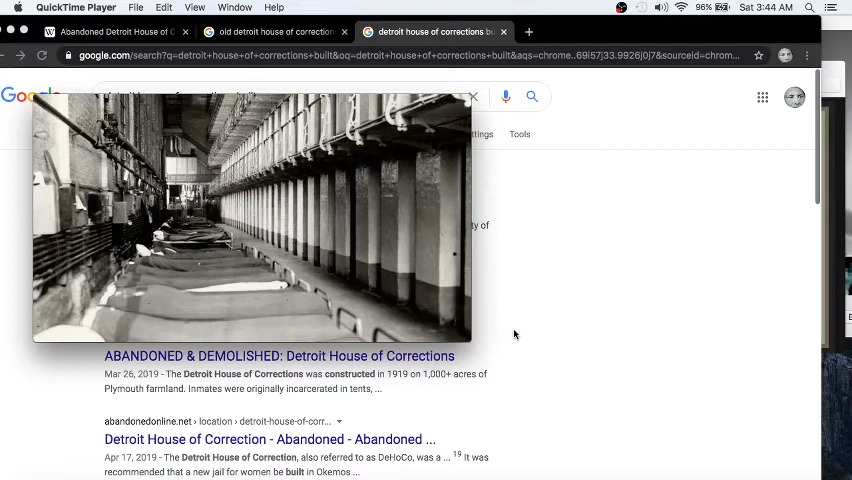 QuickTime Player File Edit View Window Help 96% Sat 3:44 AM
Abandoned Detroit House of C old detroit house of correction detroit house of corrections bu
google.com/search?q=detroit+house+of+corrections+built&oq=detroit+house+of+corrections+built&aqs=chrome..69i57j33.9926j0j7&sourceid=chrom...
Goo
ttings Tools
ty of
ABANDONED & DEMOLISHED: Detroit House of Corrections
Mar 26, 2019 - The Detroit House of Corrections was constructed in 1919 on 1,000+ acres of
Plymouth farmland. Inmates were originally incarcerated in tents, ...
abandonedonline.net › location › detroit-house-of-corr...
Detroit House of Correction - Abandoned - Abandoned ...
Apr 17, 2019 - The Detroit House of Correction, also referred to as DeHoCo, was a ... 19 It was
recommended that a new jail for women be built in Okemos ...